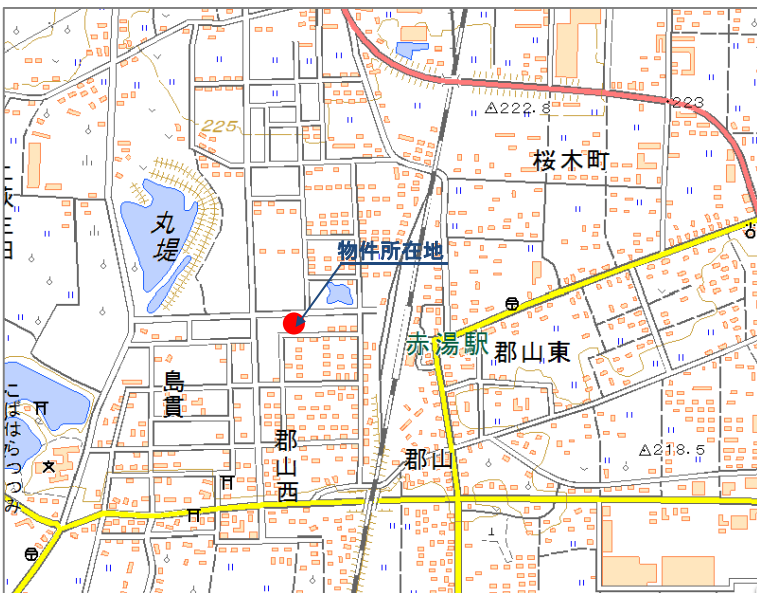 225
△222.8
223
桜木町
丸堤
物件所在地
赤湯駅
郡山東
島貫
郡山西
郡山
△218.5
こばはらつつみ